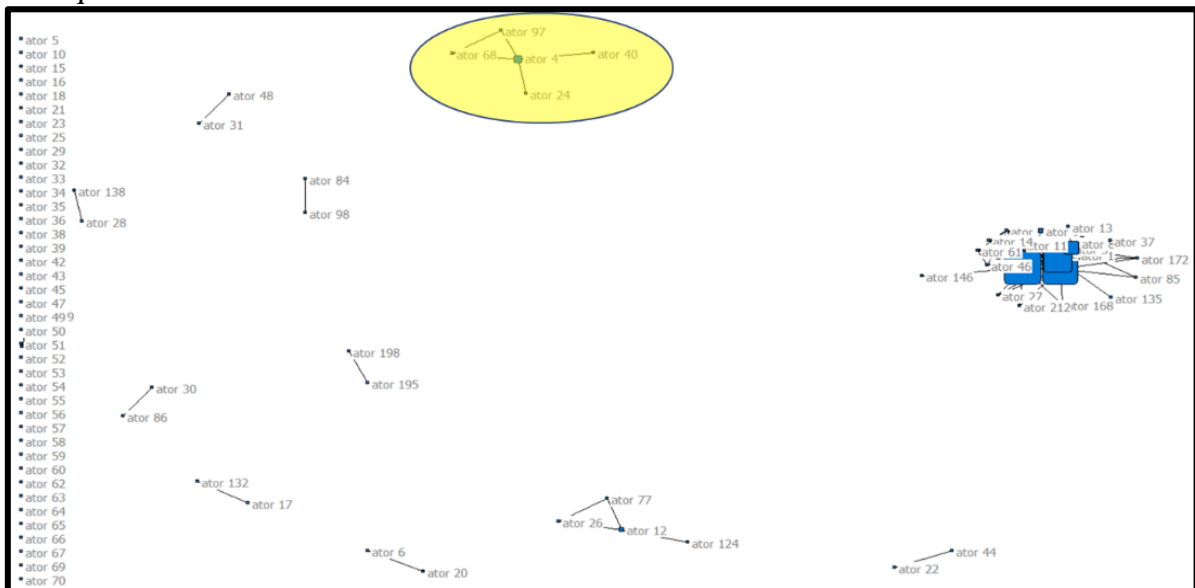 ator 5
ator 10
ator 15
ator 16
ator 18
ator 21
ator 23
ator 25
ator 29
ator 32
ator 33
ator 34
ator 35
ator 36
ator 38
ator 39
ator 42
ator 43
ator 45
ator 47
ator 499
ator 50
ator 51
ator 52
ator 53
ator 54
ator 55
ator 56
ator 57
ator 58
ator 59
ator 60
ator 62
ator 63
ator 64
ator 65
ator 66
ator 67
ator 69
ator 70
ator 97
ator 68
ator 4
ator 40
ator 24
ator 48
ator 31
ator 138
ator 28
ator 84
ator 98
ator 13
ator 14
ator 11
ator 37
ator 61
ator 172
ator 46
ator 146
ator 85
ator 27
ator 135
ator 212
ator 168
ator 198
ator 195
ator 30
ator 86
ator 132
ator 17
ator 77
ator 26
ator 12
ator 124
ator 6
ator 20
ator 44
ator 22